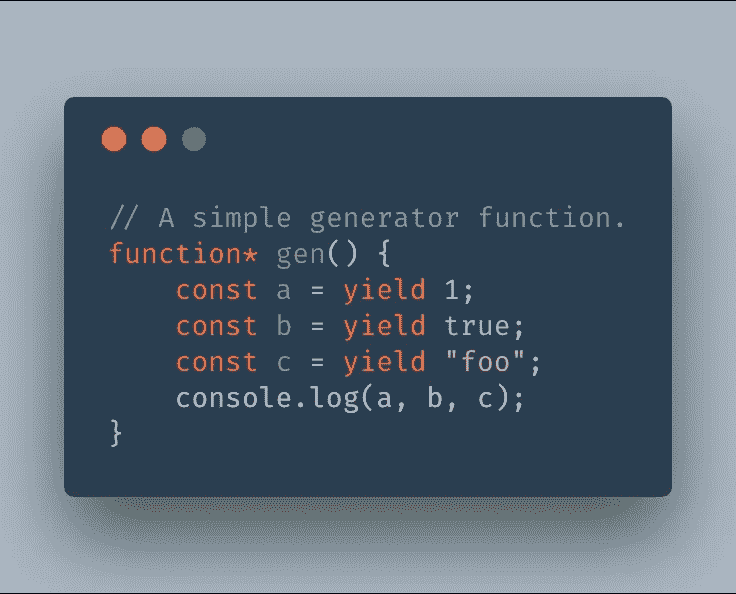 // A simple generator function.
function* gen() {
    const a = yield 1;
    const b = yield true;
    const c = yield "foo";
    console.log(a, b, c);
}